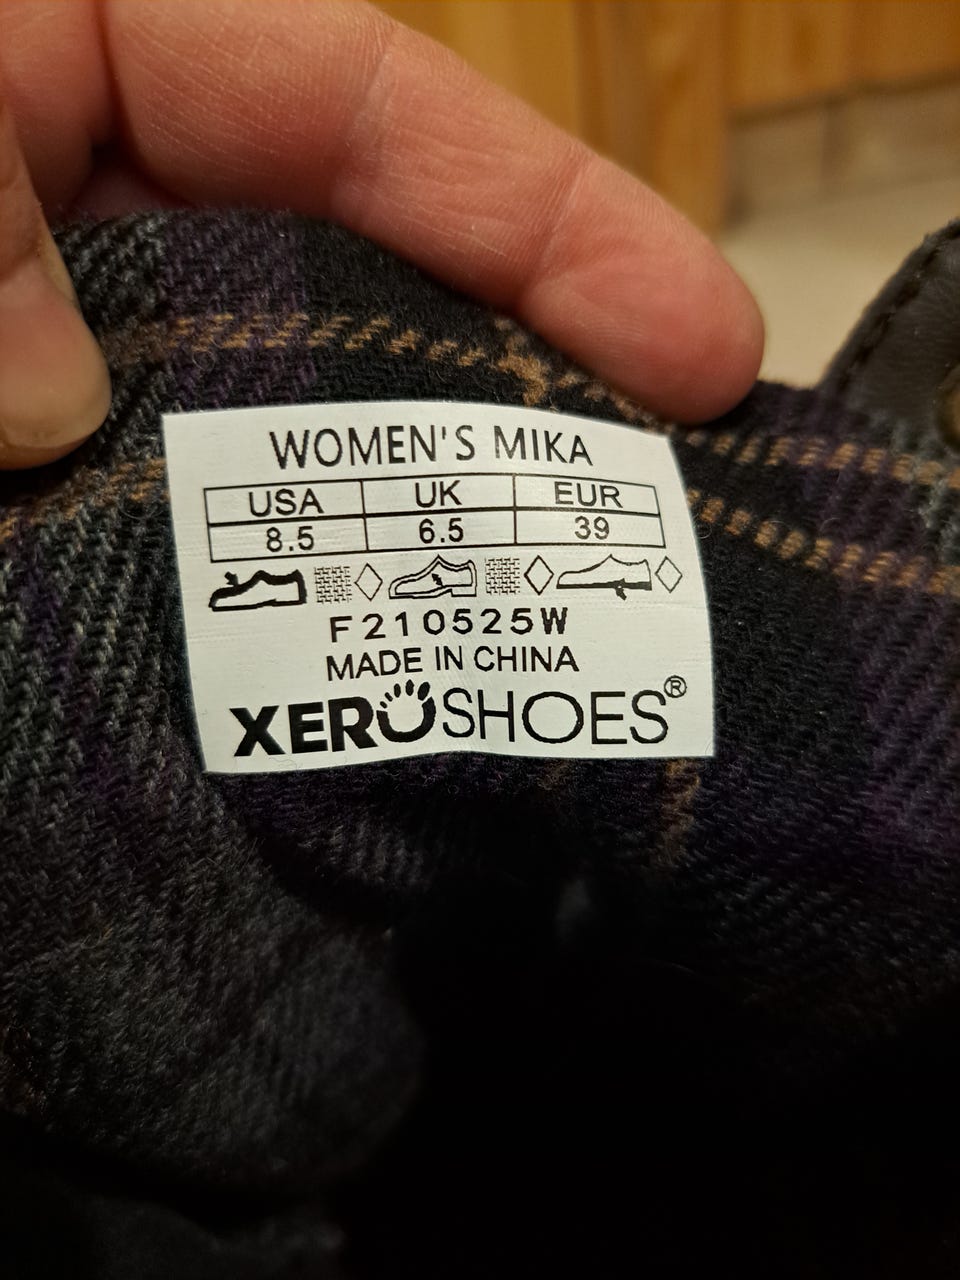 WOMEN'S MIKA
USA UK EUR
8.5 6.5 39
F210525W
MADE IN CHINA
XEROSHOES®